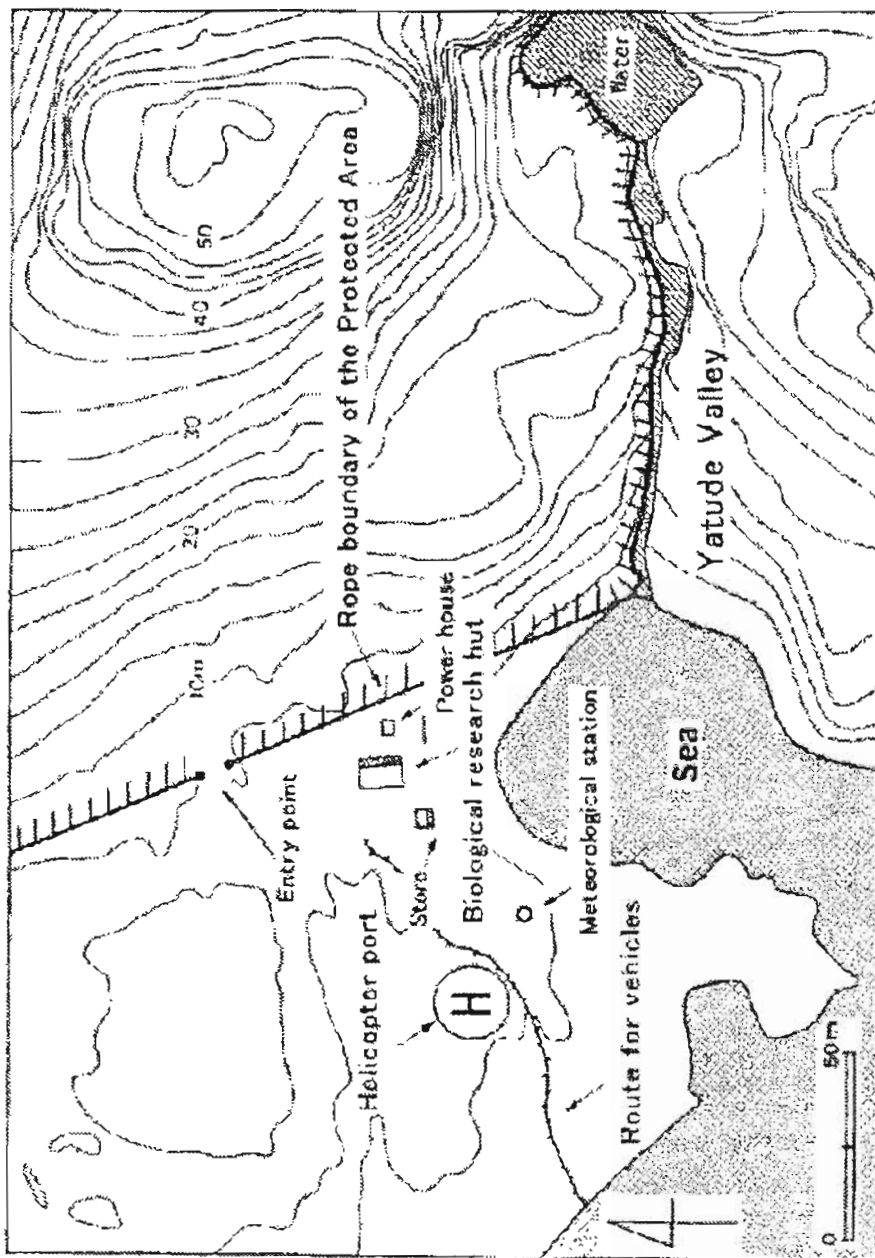 10m
20
30
40
50
Entry point
Rope boundary of the Protected Area
Helicopter port
Store
Power house
H
Biological research hut
Meteorological station
Water
Route for vehicles
Sea
Yatude Valley
0 50m